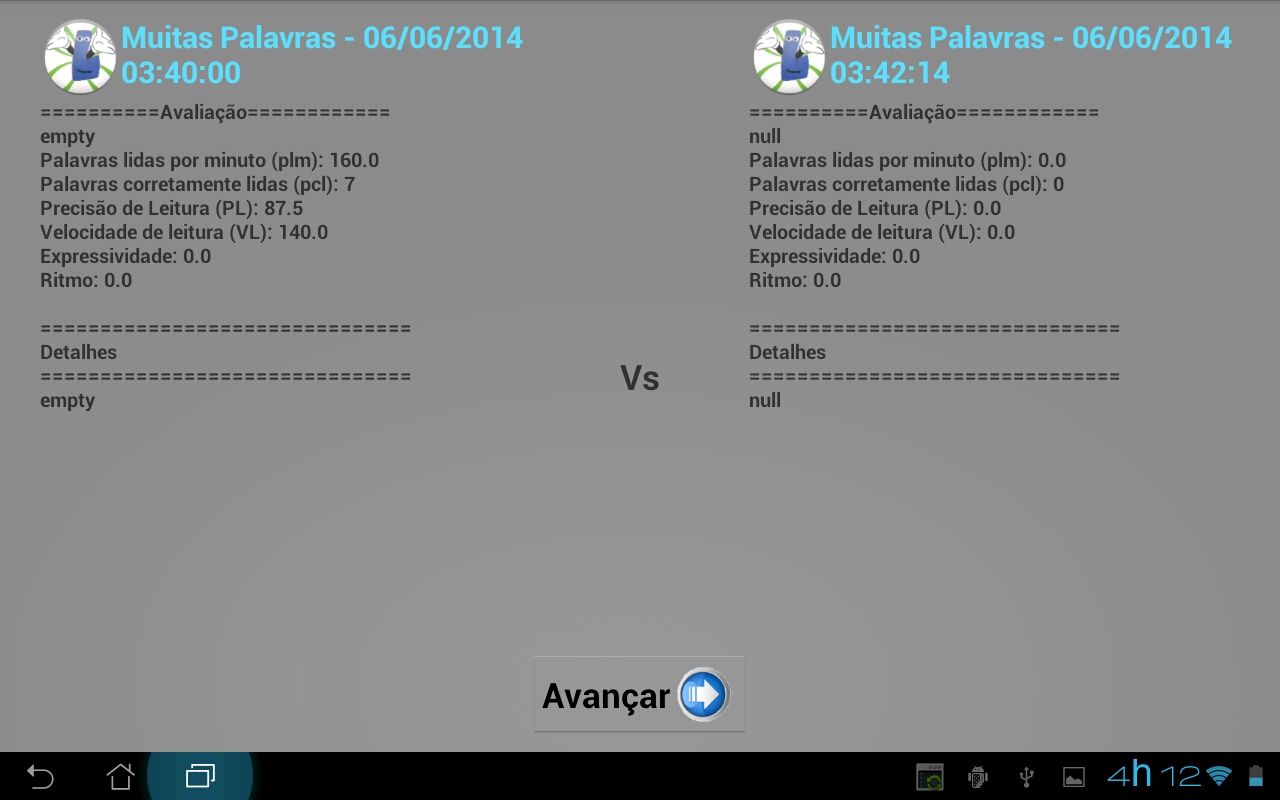 Muitas Palavras - 06/06/2014
03:40:00
==========Avaliação============
empty
Palavras lidas por minuto (plm): 160.0
Palavras corretamente lidas (pcl): 7
Precisão de Leitura (PL): 87.5
Velocidade de leitura (VL): 140.0
Expressividade: 0.0
Ritmo: 0.0
===============================
Detalhes
===============================
empty
Vs
Muitas Palavras - 06/06/2014
03:42:14
==========Avaliação============
null
Palavras lidas por minuto (plm): 0.0
Palavras corretamente lidas (pcl): 0
Precisão de Leitura (PL): 0.0
Velocidade de leitura (VL): 0.0
Expressividade: 0.0
Ritmo: 0.0
===============================
Detalhes
===============================
null
Avançar
4h 12